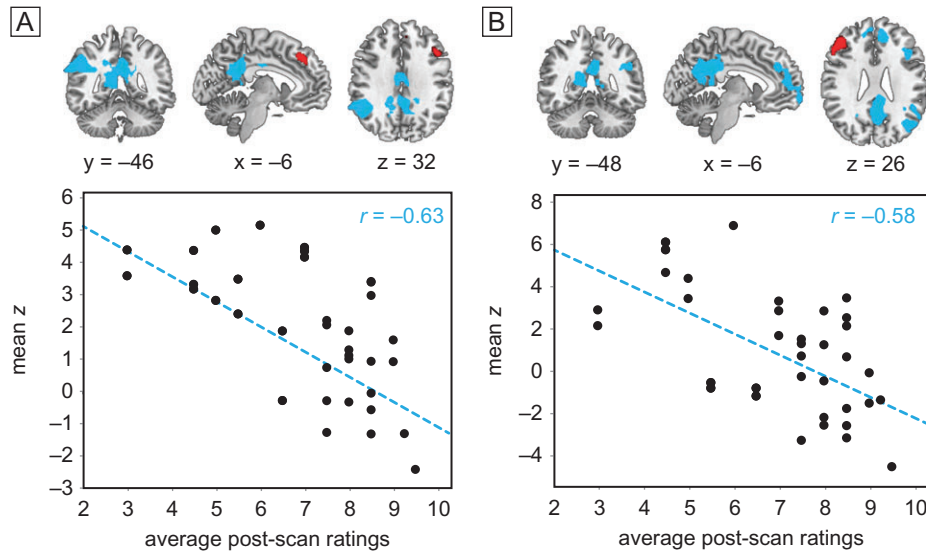 A
y = –46
x = –6
z = 32
r = –0.63
6
5
4
3
2
1
0
–1
–2
–3
mean z
2 3 4 5 6 7 8 9 10
average post-scan ratings
B
y = –48
x = –6
z = 26
r = –0.58
8
6
4
2
0
–2
–4
mean z
2 3 4 5 6 7 8 9 10
average post-scan ratings